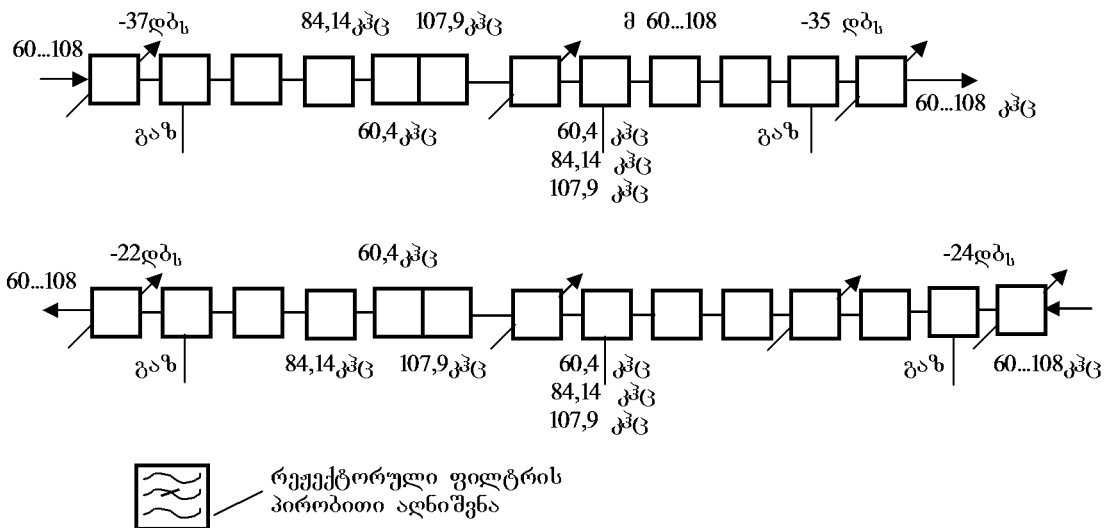 -37დბს 84,14კჰც 107,9კჰც მ 60...108 -35 დბს
60...108
60...108 კჰც
გაზ 60,4კჰც 60,4 კჰც გაზ
84,14 კჰც
107,9 კჰც
-22დბს 60,4კჰც -24დბს
60...108
გაზ 84,14კჰც 107,9კჰც 60,4 კჰც გაზ 60...108კჰც
84,14 კჰც
107,9 კჰც
რეჟექტორული ფილტრის
პირობითი აღნიშვნა